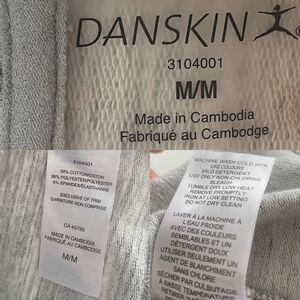 DANSKIN
3104001
M/M
Made in Cambodia
Fabriqué au Cambodge
3104001
58% COTTON/COTON
36% POLYESTER/POLYESTER
6% SPANDEX/ÉLASTHANNE
EXCLUSIVE OF TRIM
GARNITURE NON COMPRISE
CA 45790
MADE IN CAMBODIA
FABRIQUÉ AU CAMBODGE
M/M
MACHINE WASH COLD WITH
LIKE COLOURS
MILD DETERGENT
USE ONLY NON-CHLORINE
BLEACH
TUMBLE DRY LOW HEAT
REMOVE PROMPTLY
IRON AT LOW SETTING
DO NOT DRY CLEAN
LAVER À LA MACHINE À
L'EAU FROIDE
AVEC DES COULEURS
SEMBLABLES ET UN
DÉTERGENT DOUX
UTILISER SEULEMENT UN
AGENT DE BLANCHIMENT
SANS CHLORE
SÉCHER PAR CULBUTAGE
À BASSE TEMPÉRATURE